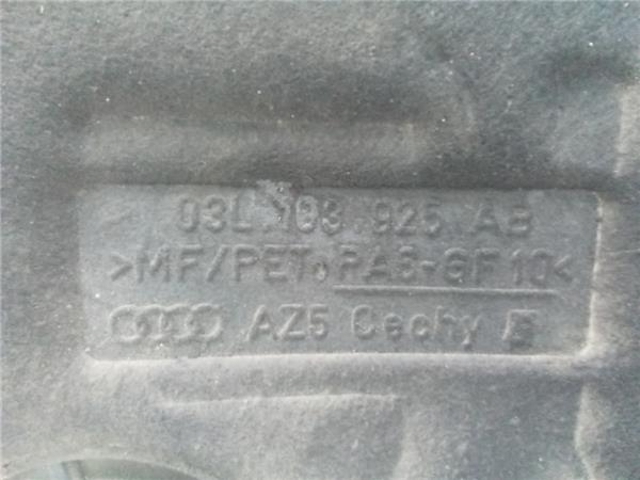 03L 103 925 AB
>MF/PET, PA6-GF10<
AZ5 Cechy